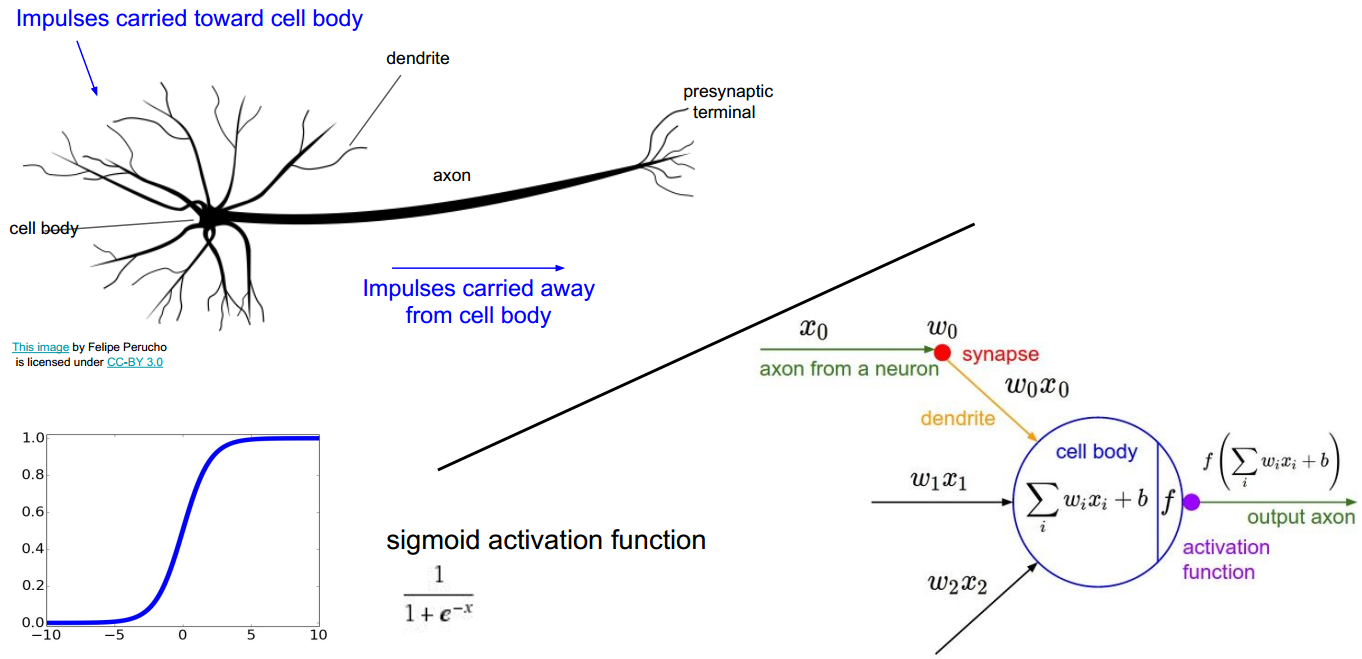 Impulses carried toward cell body
dendrite
presynaptic
terminal
axon
cell body
Impulses carried away
from cell body
This image by Felipe Perucho
is licensed under CC-BY 3.0
1.0
0.8
0.6
0.4
0.2
0.0
−10 −5 0 5 10
sigmoid activation function
1
1 + e^{-x}
x_0
w_0
synapse
axon from a neuron
w_0x_0
dendrite
cell body
f(∑_i w_ix_i + b)
w_1x_1
∑_i w_ix_i + b
f
output axon
activation
function
w_2x_2